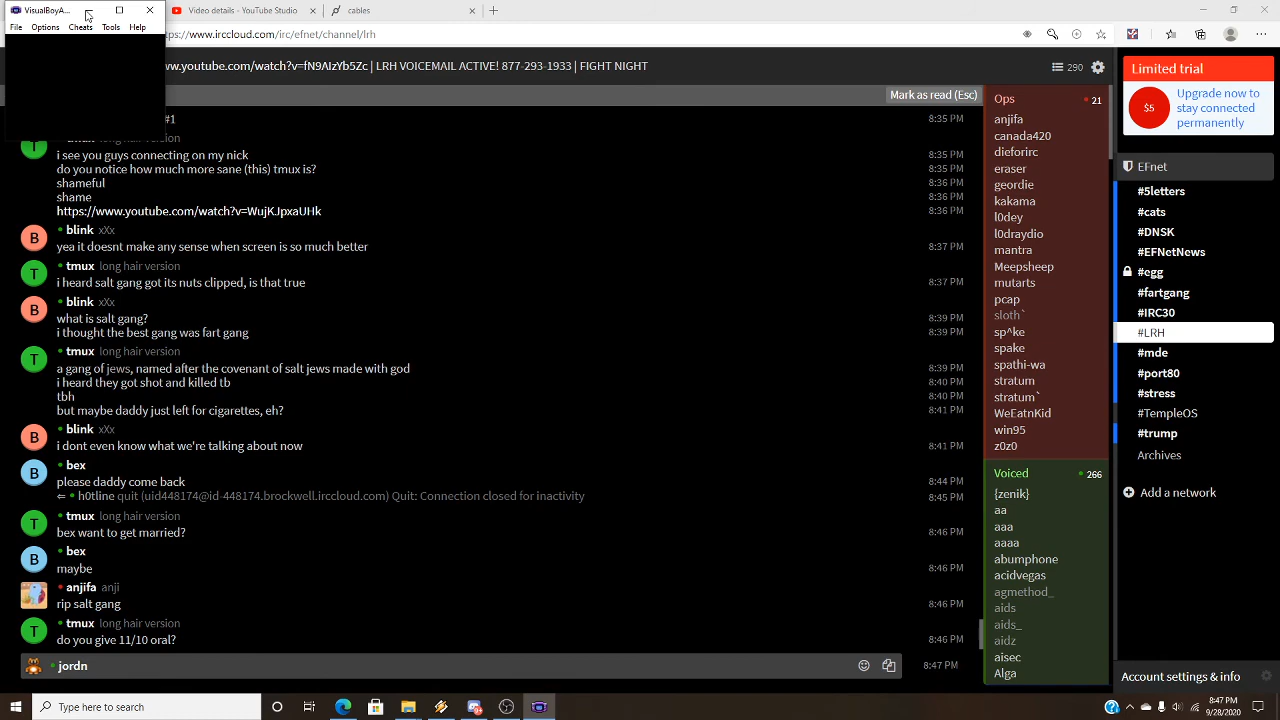 VisualBoyA...
File Options Cheats Tools Help
Video details - YouTube Studio
cables
ps://www.irccloud.com/irc/efnet/channel/lrh
w.youtube.com/watch?v=fN9AIzYb5Zc | LRH VOICEMAIL ACTIVE! 877-293-1933 | FIGHT NIGHT
290
Mark as read (Esc)
#1 8:35 PM
long hair version
i see you guys connecting on my nick 8:35 PM
do you notice how much more sane (this) tmux is? 8:35 PM
shameful 8:36 PM
shame 8:36 PM
https://www.youtube.com/watch?v=WujKJpxaUHk 8:36 PM
blink xXx
yea it doesnt make any sense when screen is so much better 8:37 PM
tmux long hair version
i heard salt gang got its nuts clipped, is that true 8:37 PM
blink xXx
what is salt gang? 8:39 PM
i thought the best gang was fart gang 8:39 PM
tmux long hair version
a gang of jews, named after the covenant of salt jews made with god 8:39 PM
i heard they got shot and killed tb 8:40 PM
tbh 8:40 PM
but maybe daddy just left for cigarettes, eh? 8:41 PM
blink xXx
i dont even know what we're talking about now 8:41 PM
bex
please daddy come back 8:44 PM
⇐ h0tline quit (uid448174@id-448174.brockwell.irccloud.com) Quit: Connection closed for inactivity 8:45 PM
tmux long hair version
bex want to get married? 8:46 PM
bex
maybe 8:46 PM
anjifa anji
rip salt gang 8:46 PM
tmux long hair version
do you give 11/10 oral? 8:46 PM
jordn 8:47 PM
T
B
T
B
T
B
B
T
B
T
Ops 21
anjifa
canada420
dieforirc
eraser
geordie
kakama
l0dey
l0draydio
mantra
Meepsheep
mutarts
pcap
sloth`
sp^ke
spake
spathi-wa
stratum
stratum`
WeEatnKid
win95
z0z0
Voiced 266
{zenik}
aa
aaa
aaaa
abumphone
acidvegas
agmethod_
aids
aids_
aidz
aisec
Alga
Limited trial
$5
Upgrade now to
stay connected
permanently
EFnet
#5letters
#cats
#DNSK
#EFNetNews
#egg
#fartgang
#IRC30
#LRH
#mde
#port80
#stress
#TempleOS
#trump
Archives
Add a network
Account settings & info
Type here to search
8:47 PM
9/28/2020